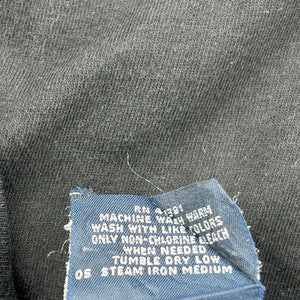 RN 41381
MACHINE WASH WARM
WASH WITH LIKE COLORS
ONLY NON-CHLORINE BLEACH
WHEN NEEDED
TUMBLE DRY LOW
05 STEAM IRON MEDIUM